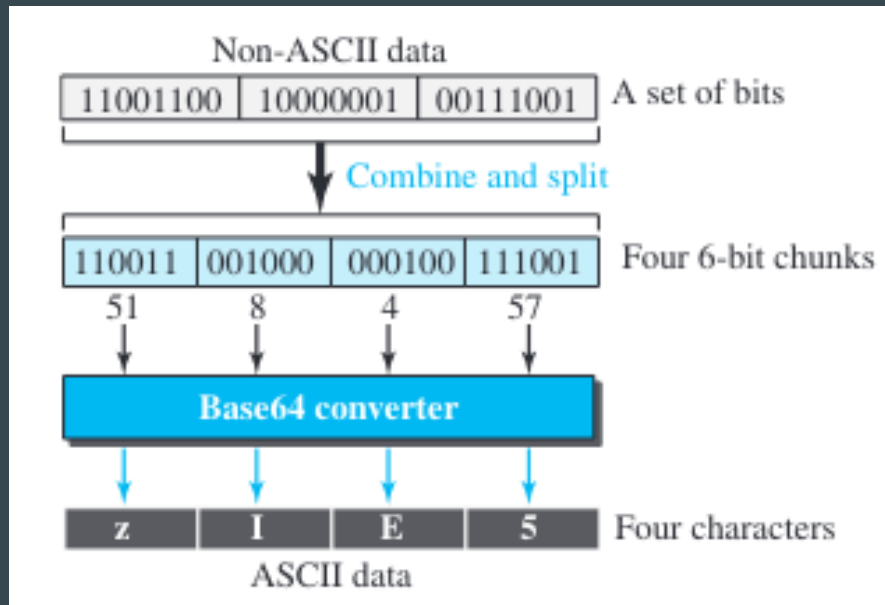 Non-ASCII data
11001100 10000001 00111001 A set of bits
Combine and split
110011 001000 000100 111001 Four 6-bit chunks
51 8 4 57
Base64 converter
z I E 5 Four characters
ASCII data